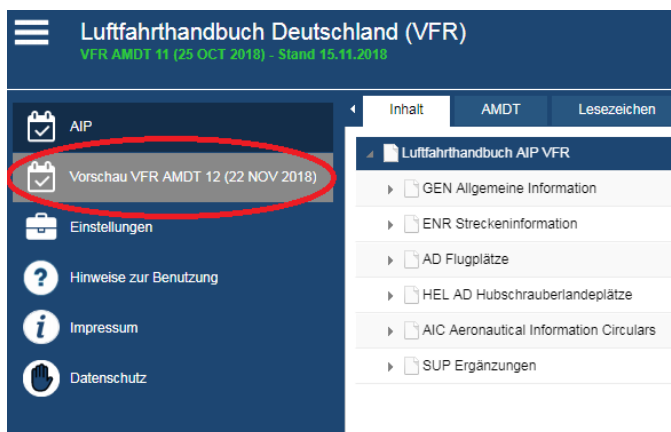 Luftfahrthandbuch Deutschland (VFR)
VFR AMDT 11 (25 OCT 2018) - Stand 15.11.2018
AIP
Vorschau VFR AMDT 12 (22 NOV 2018)
Einstellungen
Hinweise zur Benutzung
Impressum
Datenschutz
Inhalt AMDT Lesezeichen
Luftfahrthandbuch AIP VFR
GEN Allgemeine Information
ENR Streckeninformation
AD Flugplätze
HEL AD Hubschrauberlandeplätze
AIC Aeronautical Information Circulars
SUP Ergänzungen